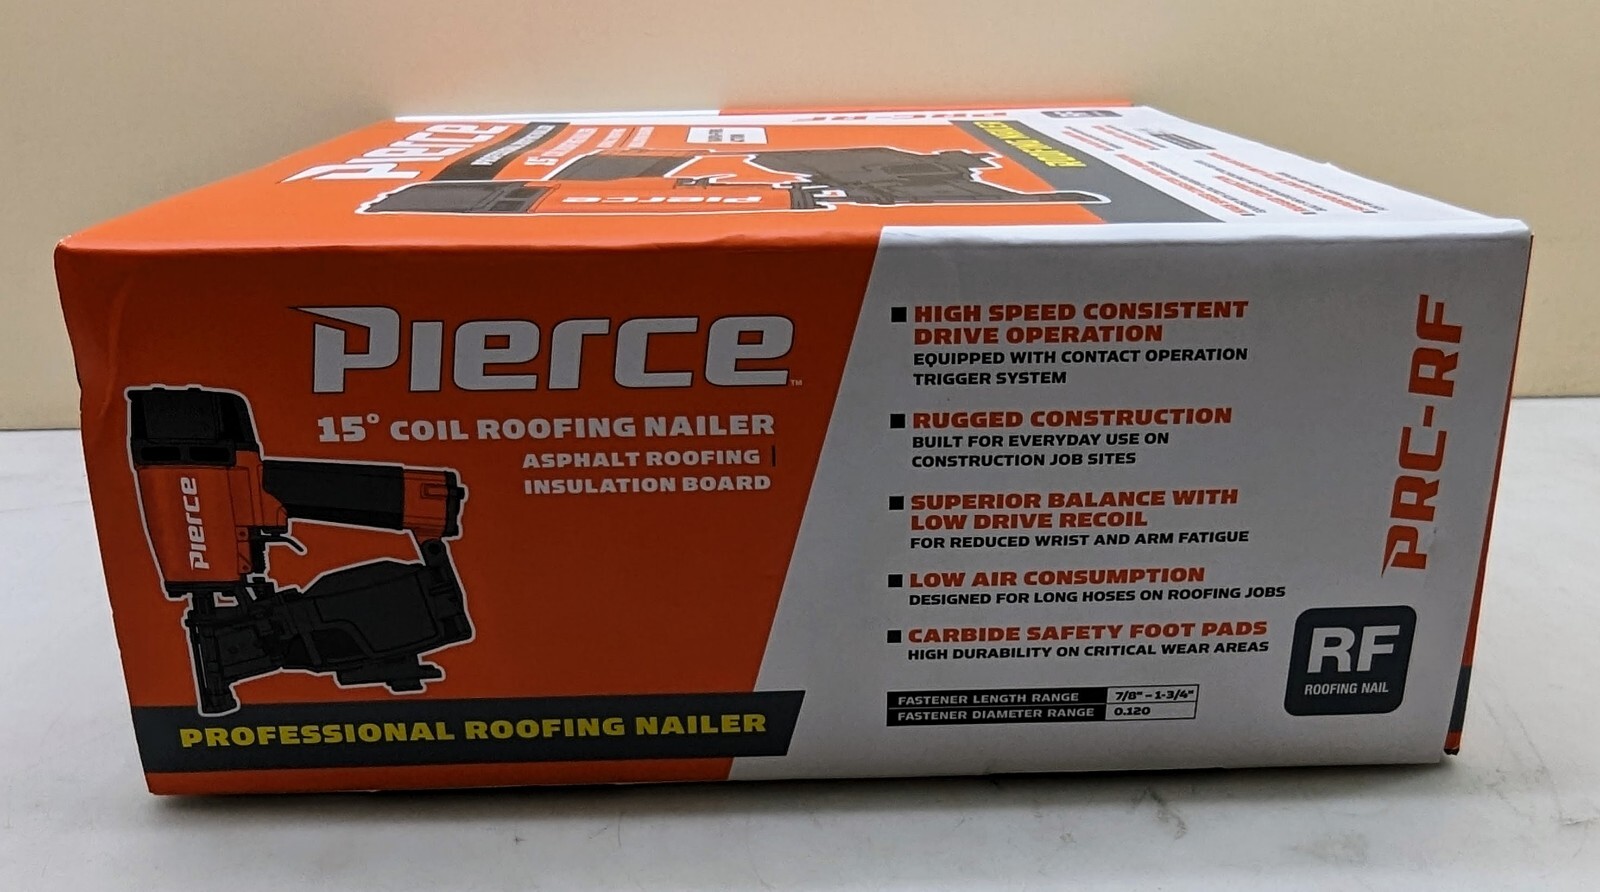 Pierce
PRC-RF
15°
Pierce
Pierce™
15° COIL ROOFING NAILER
ASPHALT ROOFING |
INSULATION BOARD
Pierce
PROFESSIONAL ROOFING NAILER
HIGH SPEED CONSISTENT
DRIVE OPERATION
EQUIPPED WITH CONTACT OPERATION
TRIGGER SYSTEM
RUGGED CONSTRUCTION
BUILT FOR EVERYDAY USE ON
CONSTRUCTION JOB SITES
SUPERIOR BALANCE WITH
LOW DRIVE RECOIL
FOR REDUCED WRIST AND ARM FATIGUE
LOW AIR CONSUMPTION
DESIGNED FOR LONG HOSES ON ROOFING JOBS
CARBIDE SAFETY FOOT PADS
HIGH DURABILITY ON CRITICAL WEAR AREAS
FASTENER LENGTH RANGE 7/8" – 1-3/4"
FASTENER DIAMETER RANGE 0.120
PRC-RF
RF
ROOFING NAIL